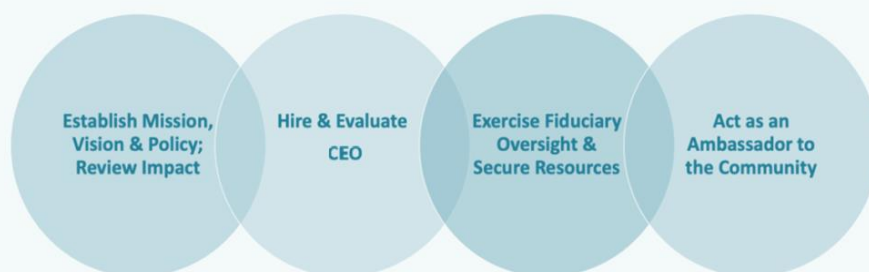 Establish Mission,
Vision & Policy;
Review Impact
Hire & Evaluate
CEO
Exercise Fiduciary
Oversight &
Secure Resources
Act as an
Ambassador to
the Community